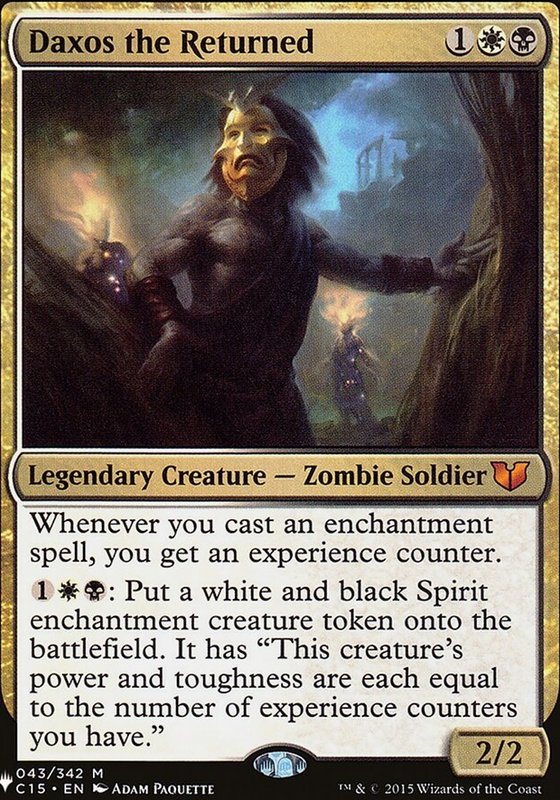 Daxos the Returned 1
Legendary Creature — Zombie Soldier
Whenever you cast an enchantment
spell, you get an experience counter.
1 : Put a white and black Spirit
enchantment creature token onto the
battlefield. It has “This creature’s
power and toughness are each equal
to the number of experience counters
you have.”
2/2
043/342 M
C15 • EN Adam Paquette
™ & © 2015 Wizards of the Coast